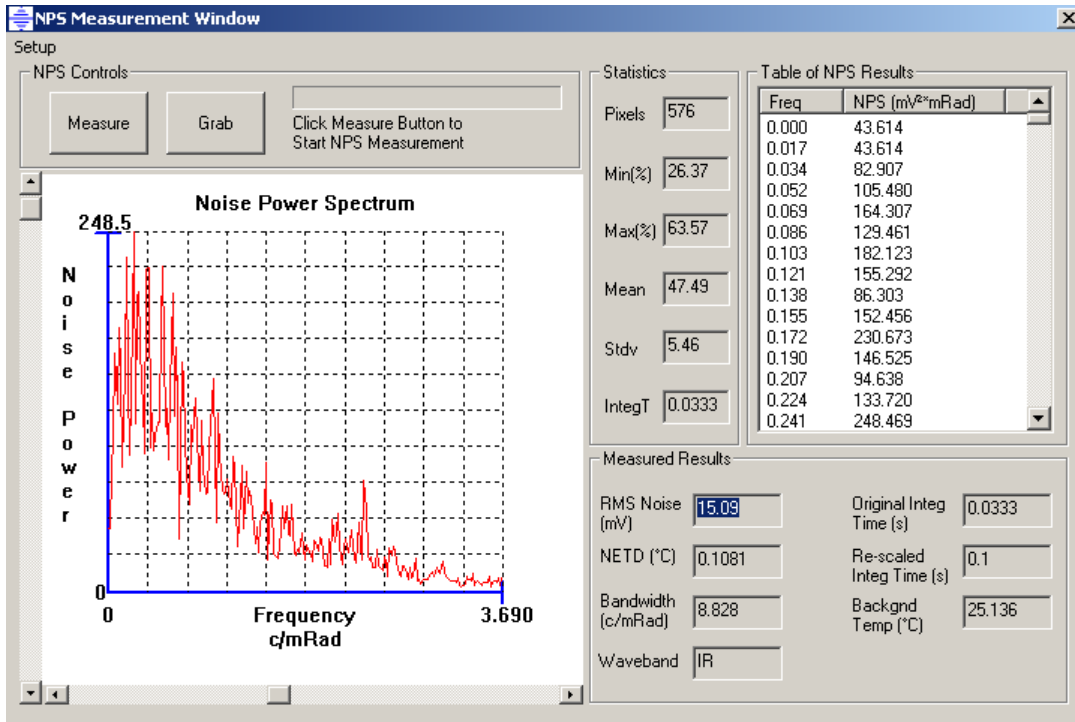 NPS Measurement Window
Setup
NPS Controls
Measure
Grab
Click Measure Button to
Start NPS Measurement
Noise Power Spectrum
248.5
Noise Power
0
0
Frequency
3.690
c/mRad
Statistics
Pixels 576
Min(%) 26.37
Max(%) 63.57
Mean 47.49
Stdv 5.46
IntegT 0.0333
Table of NPS Results
Freq NPS (mV²*mRad)
0.000 43.614
0.017 43.614
0.034 82.907
0.052 105.480
0.069 164.307
0.086 129.461
0.103 182.123
0.121 155.292
0.138 86.303
0.155 152.456
0.172 230.673
0.190 146.525
0.207 94.638
0.224 133.720
0.241 248.469
Measured Results
RMS Noise
(mV) 15.09
NETD (°C) 0.1081
Bandwidth
(c/mRad) 8.828
Waveband IR
Original Integ
Time (s) 0.0333
Re-scaled
Integ Time (s) 0.1
Backgnd
Temp (°C) 25.136